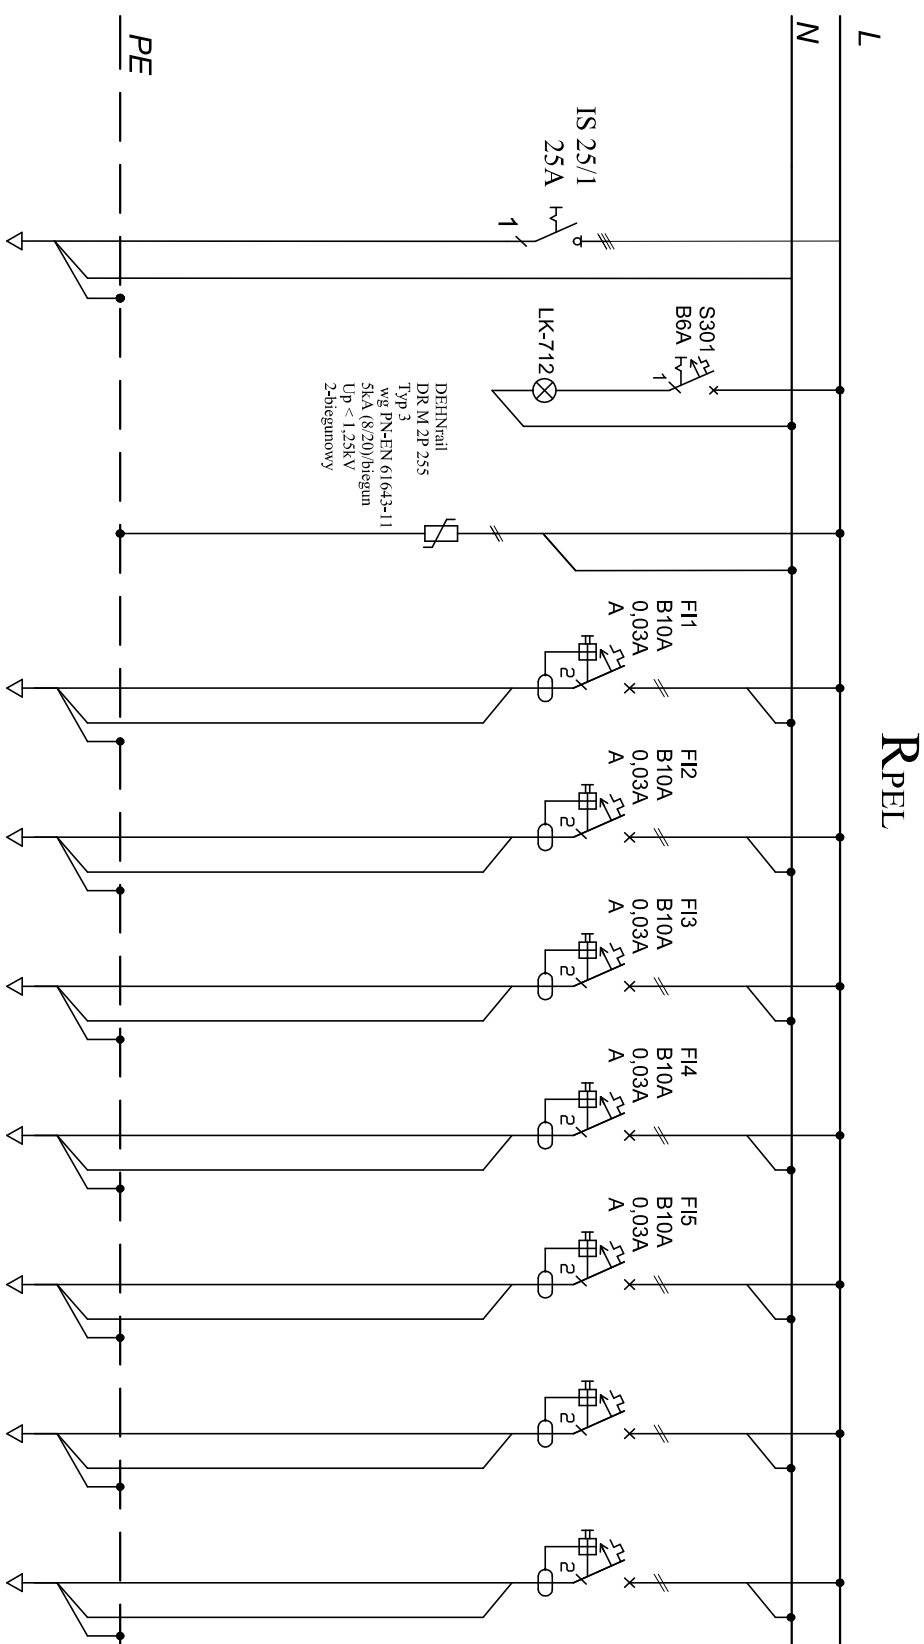 RPEL
L
N
PE
IS 25/1
25A
1
S301
B6A
1
LK-712
DEHNrail
DR M 2P 255
Typ 3
wg PN-EN 61643-11
5kA (8/20)/biegun
Up < 1,25kV
2-biegunowy
FI1
B10A
0,03A
A
2
FI2
B10A
0,03A
A
2
FI3
B10A
0,03A
A
2
FI4
B10A
0,03A
A
2
FI5
B10A
0,03A
A
2
2
2